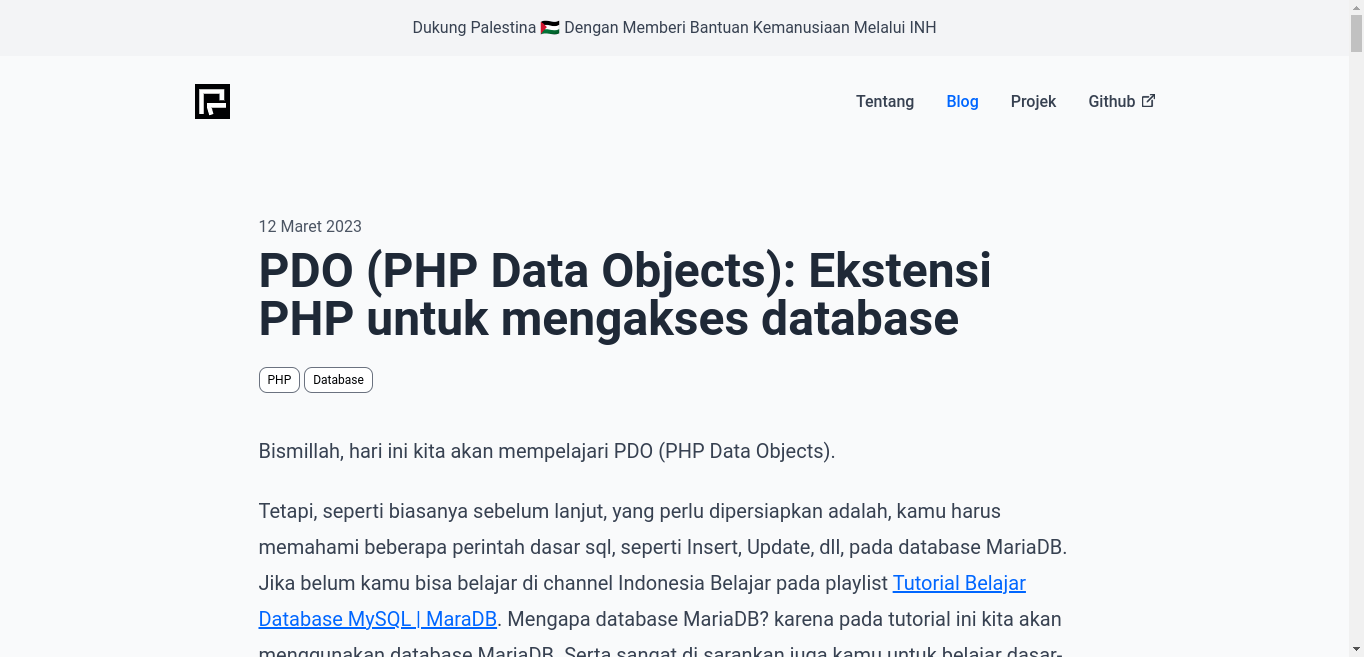 Dukung Palestina 🇵🇸 Dengan Memberi Bantuan Kemanusiaan Melalui INH
Tentang Blog Projek Github
12 Maret 2023
PDO (PHP Data Objects): Ekstensi
PHP untuk mengakses database
PHP Database
Bismillah, hari ini kita akan mempelajari PDO (PHP Data Objects).
Tetapi, seperti biasanya sebelum lanjut, yang perlu dipersiapkan adalah, kamu harus
memahami beberapa perintah dasar sql, seperti Insert, Update, dll, pada database MariaDB.
Jika belum kamu bisa belajar di channel Indonesia Belajar pada playlist Tutorial Belajar
Database MySQL | MaraDB. Mengapa database MariaDB? karena pada tutorial ini kita akan
menggunakan database MariaDB. Serta sangat di sarankan juga kamu untuk belajar dasar-